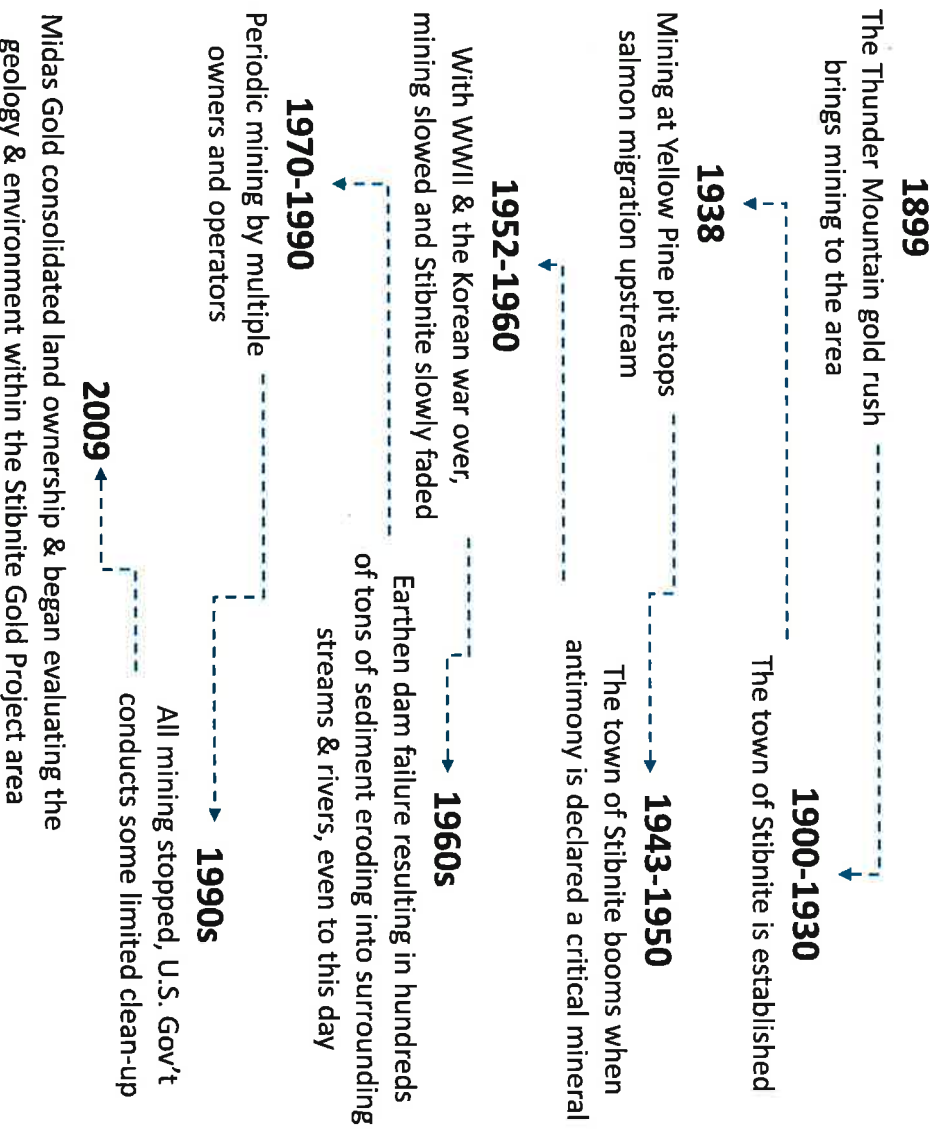 1899
The Thunder Mountain gold rush
brings mining to the area
1900-1930
The town of Stibnite is established
1938
Mining at Yellow Pine pit stops
salmon migration upstream
1943-1950
The town of Stibnite booms when
antimony is declared a critical mineral
1952-1960
With WWII & the Korean war over,
mining slowed and Stibnite slowly faded
1960s
Earthen dam failure resulting in hundreds
of tons of sediment eroding into surrounding
streams & rivers, even to this day
1970-1990
Periodic mining by multiple
owners and operators
1990s
All mining stopped, U.S. Gov't
conducts some limited clean-up
2009
Midas Gold consolidated land ownership & began evaluating the
geology & environment within the Stibnite Gold Project area